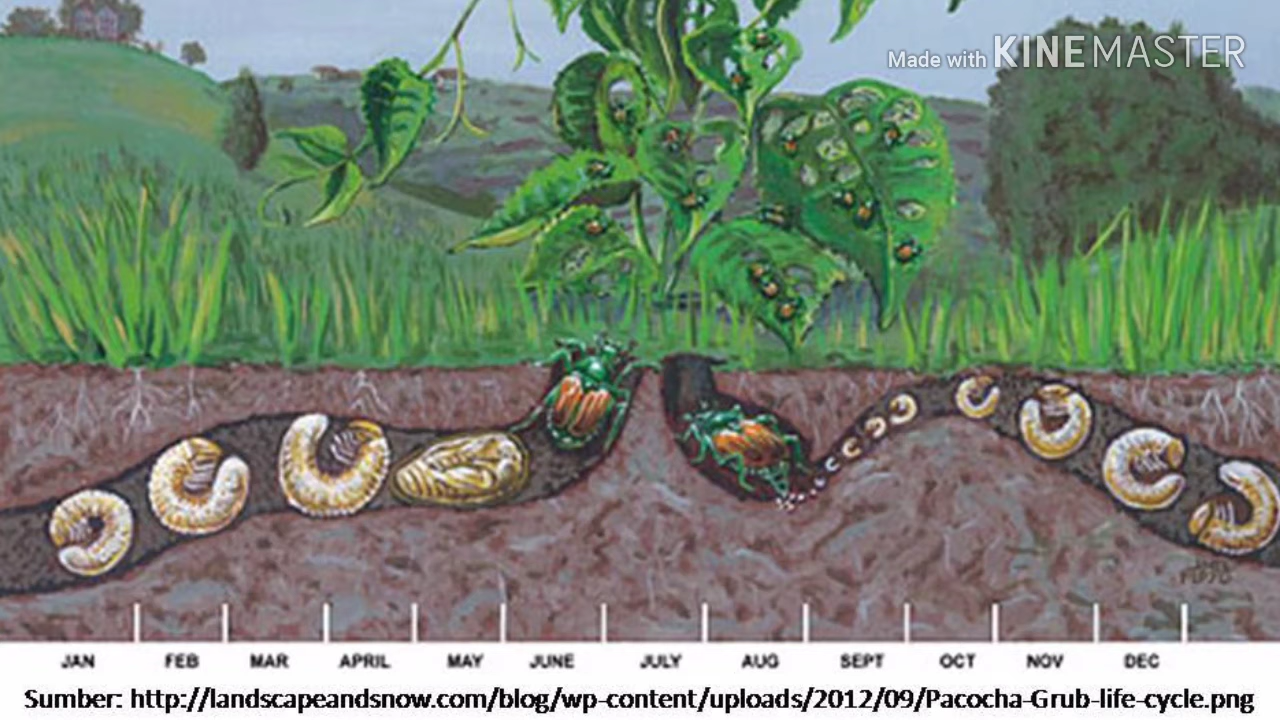 Made with KINEMASTER
JAN FEB MAR APRIL MAY JUNE JULY AUG SEPT OCT NOV DEC
Sumber: http://landscapeandsnow.com/blog/wp-content/uploads/2012/09/Pacocha-Grub-life-cycle.png